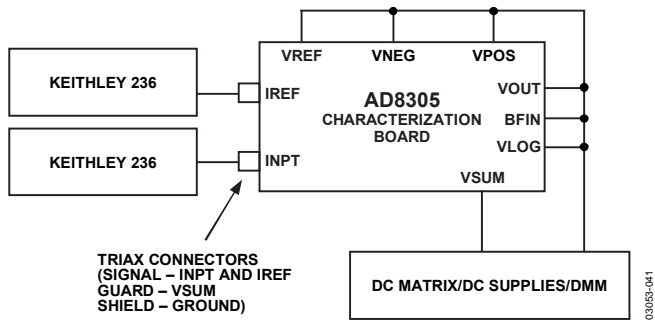 VREF VNEG VPOS
KEITHLEY 236
IREF
AD8305
CHARACTERIZATION
BOARD
VOUT
BFIN
VLOG
KEITHLEY 236
INPT
VSUM
TRIAX CONNECTORS
(SIGNAL – INPT AND IREF
GUARD – VSUM
SHIELD – GROUND)
DC MATRIX/DC SUPPLIES/DMM
03053-041